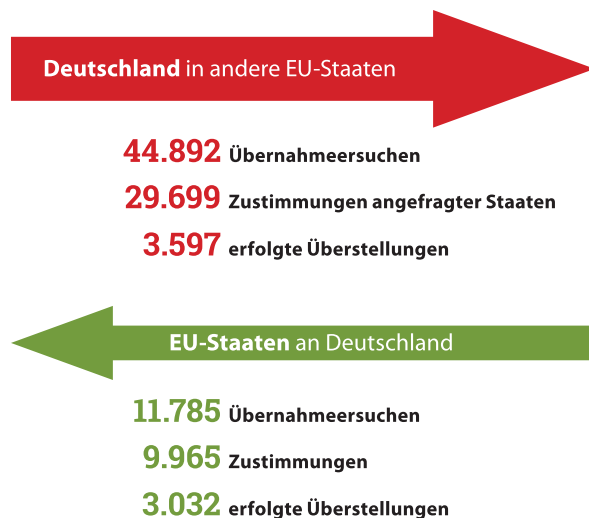 Deutschland in andere EU-Staaten
44.892 Übernahmeersuchen
29.699 Zustimmungen angefragter Staaten
3.597 erfolgte Überstellungen
EU-Staaten an Deutschland
11.785 Übernahmeersuchen
9.965 Zustimmungen
3.032 erfolgte Überstellungen